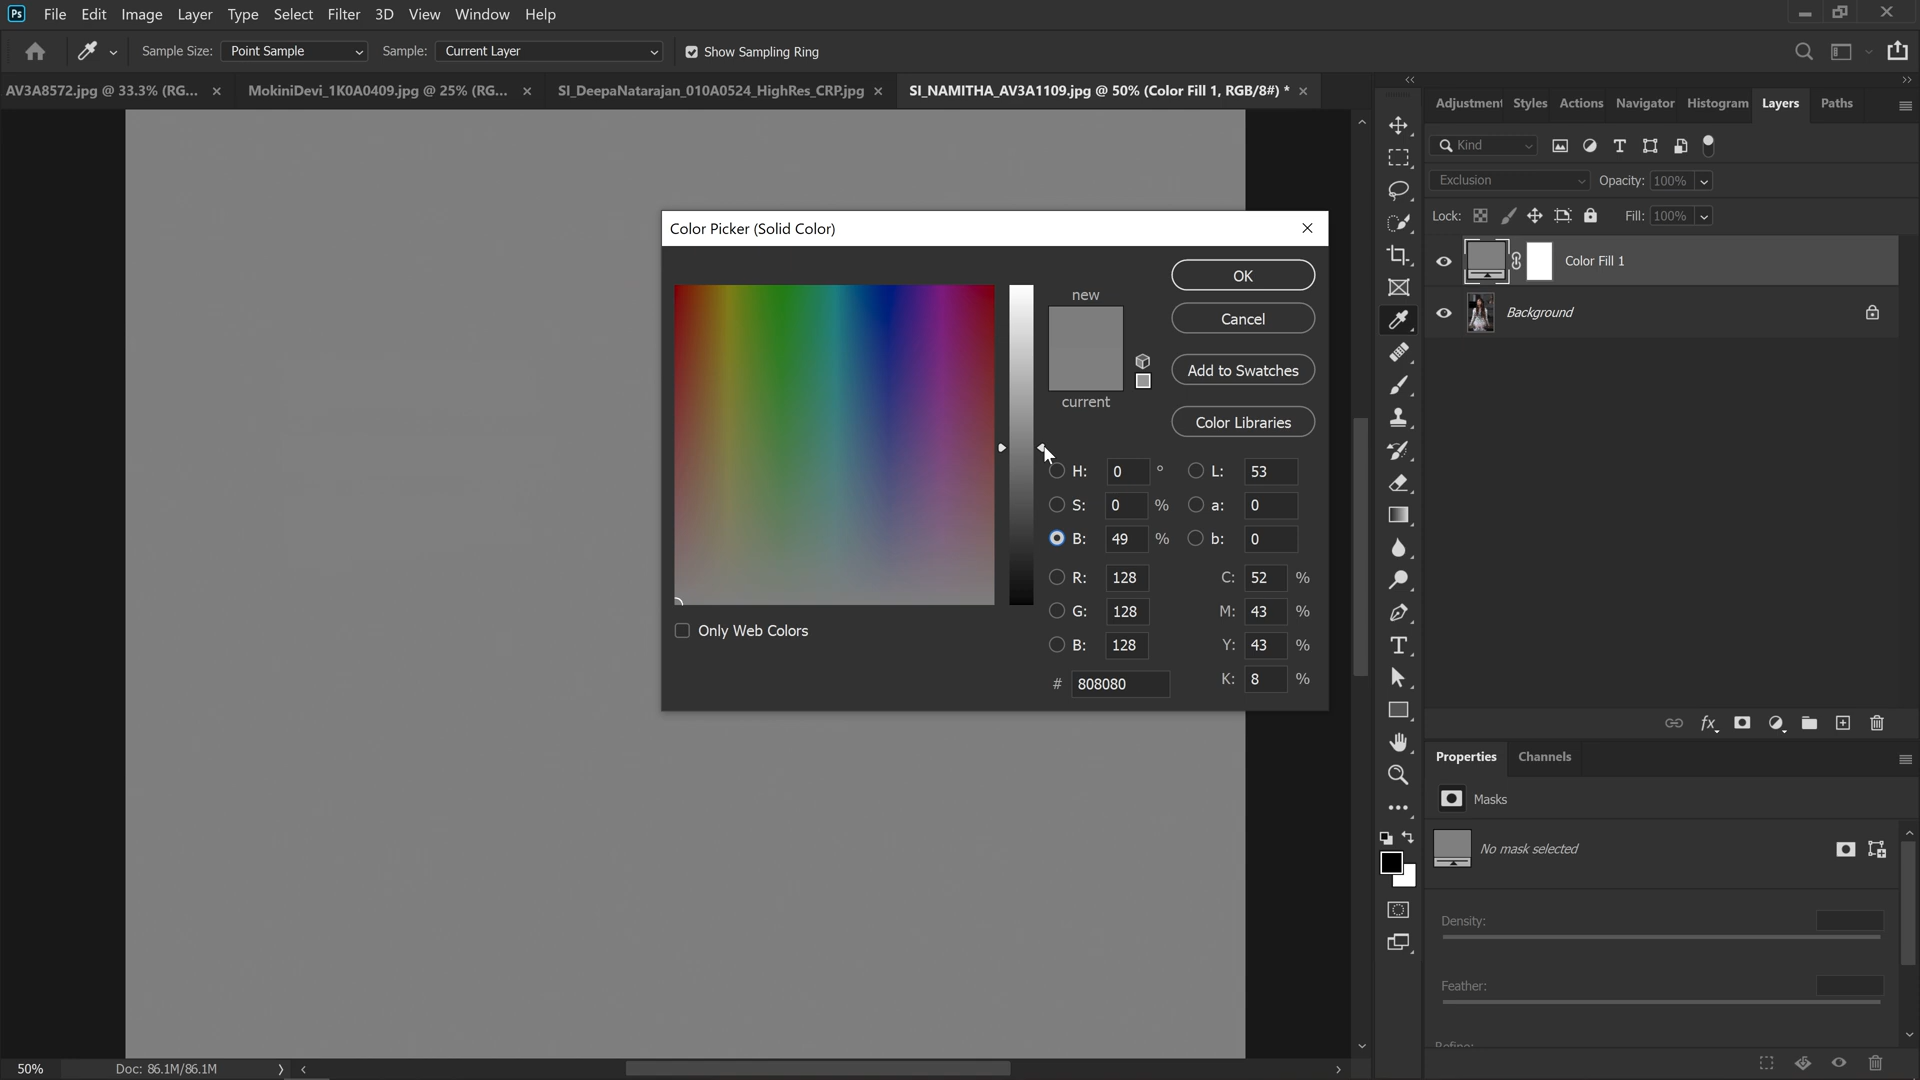 Ps File Edit Image Layer Type Select Filter 3D View Window Help
Sample Size: Point Sample Sample: Current Layer Show Sampling Ring
AV3A8572.jpg @ 33.3% (RG... MokiniDevi_1K0A0409.jpg @ 25% (RG... SI_DeepaNatarajan_010A0524_HighRes_CRP.jpg SI_NAMITHA_AV3A1109.jpg @ 50% (Color Fill 1, RGB/8#) *
Adjustment Styles Actions Navigator Histogram Layers Paths
Kind
Exclusion Opacity: 100%
Lock: Fill: 100%
Color Fill 1
Background
Color Picker (Solid Color)
new
current
OK
Cancel
Add to Swatches
Color Libraries
H: 0 ° L: 53
S: 0 % a: 0
B: 49 % b: 0
R: 128 C: 52 %
G: 128 M: 43 %
B: 128 Y: 43 %
# 808080 K: 8 %
Only Web Colors
fx
Properties Channels
Masks
No mask selected
Density:
Feather:
Refine:
50% Doc: 86.1M/86.1M